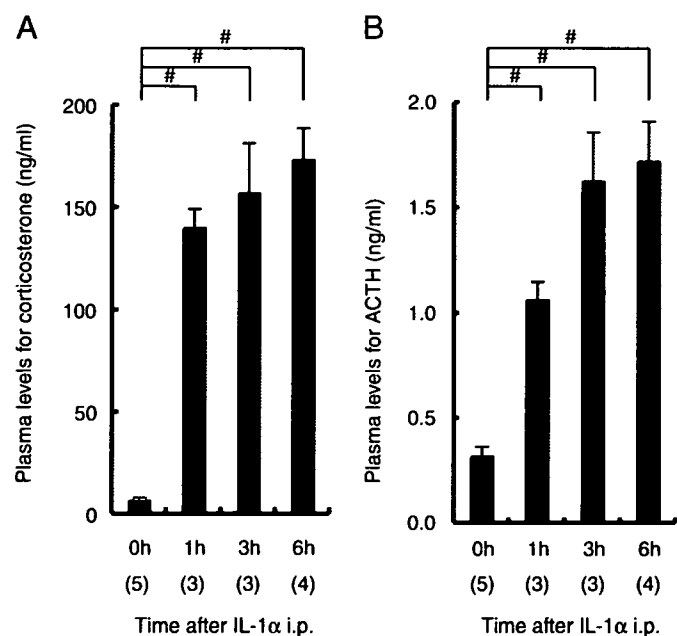 A
#
#
#
200
150
100
50
0
Plasma levels for corticosterone (ng/ml)
0h 1h 3h 6h
(5) (3) (3) (4)
Time after IL-1α i.p.
B
#
#
#
2.0
1.5
1.0
0.5
0.0
Plasma levels for ACTH (ng/ml)
0h 1h 3h 6h
(5) (3) (3) (4)
Time after IL-1α i.p.